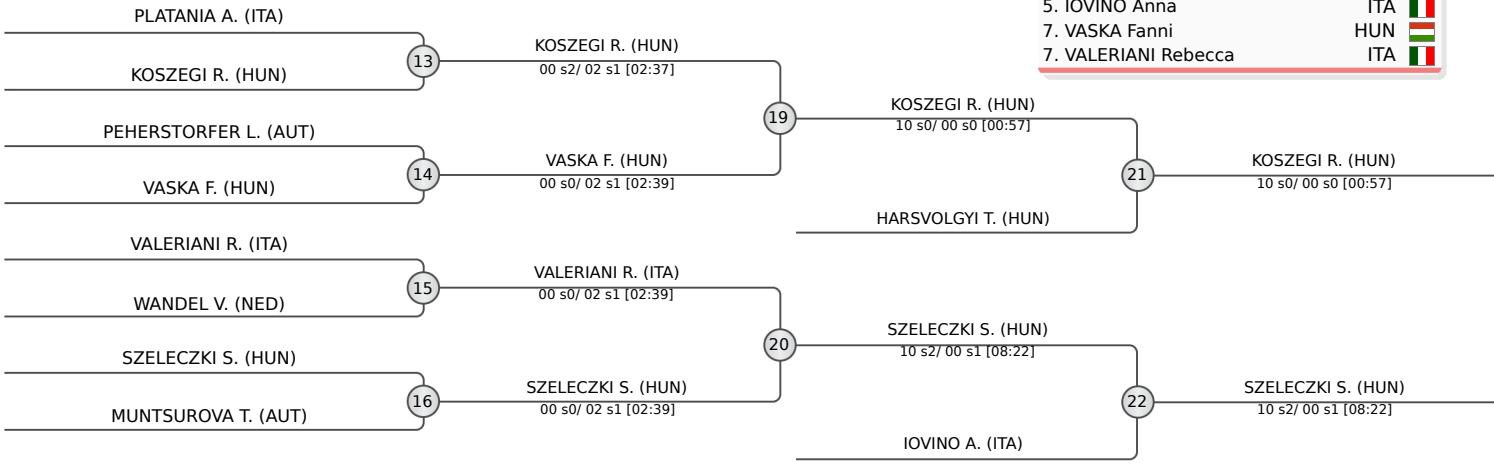 5. IOVINO Anna ITA
7. VASKA Fanni HUN
7. VALERIANI Rebecca ITA
PLATANIA A. (ITA)
13
KOSZEGI R. (HUN)
KOSZEGI R. (HUN)
00 s2/ 02 s1 [02:37]
PEHERSTORFER L. (AUT)
14
VASKA F. (HUN)
VASKA F. (HUN)
00 s0/ 02 s1 [02:39]
19
KOSZEGI R. (HUN)
10 s0/ 00 s0 [00:57]
HARSVOLGYI T. (HUN)
21
KOSZEGI R. (HUN)
10 s0/ 00 s0 [00:57]
VALERIANI R. (ITA)
15
WANDEL V. (NED)
VALERIANI R. (ITA)
00 s0/ 02 s1 [02:39]
SZELECZKI S. (HUN)
16
MUNTSUROVA T. (AUT)
SZELECZKI S. (HUN)
00 s0/ 02 s1 [02:39]
20
SZELECZKI S. (HUN)
10 s2/ 00 s1 [08:22]
IOVINO A. (ITA)
22
SZELECZKI S. (HUN)
10 s2/ 00 s1 [08:22]